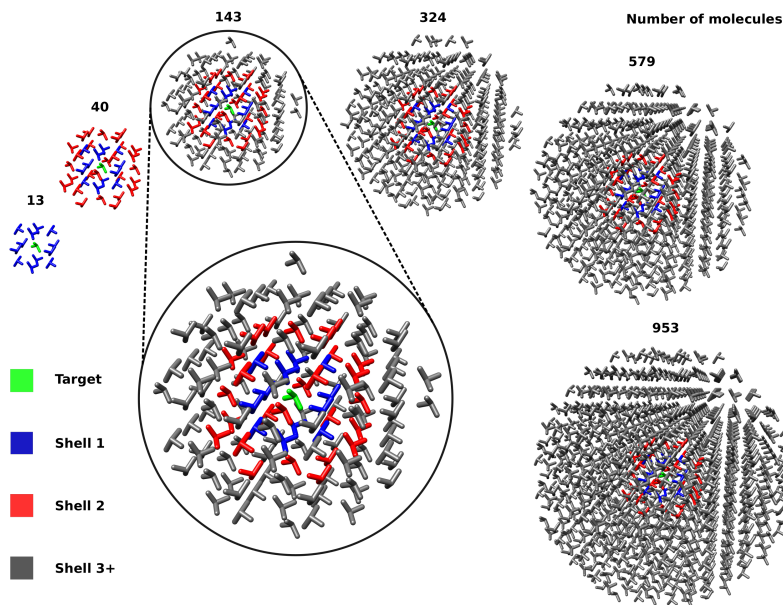 143
324
Number of molecules
579
40
13
953
Target
Shell 1
Shell 2
Shell 3+